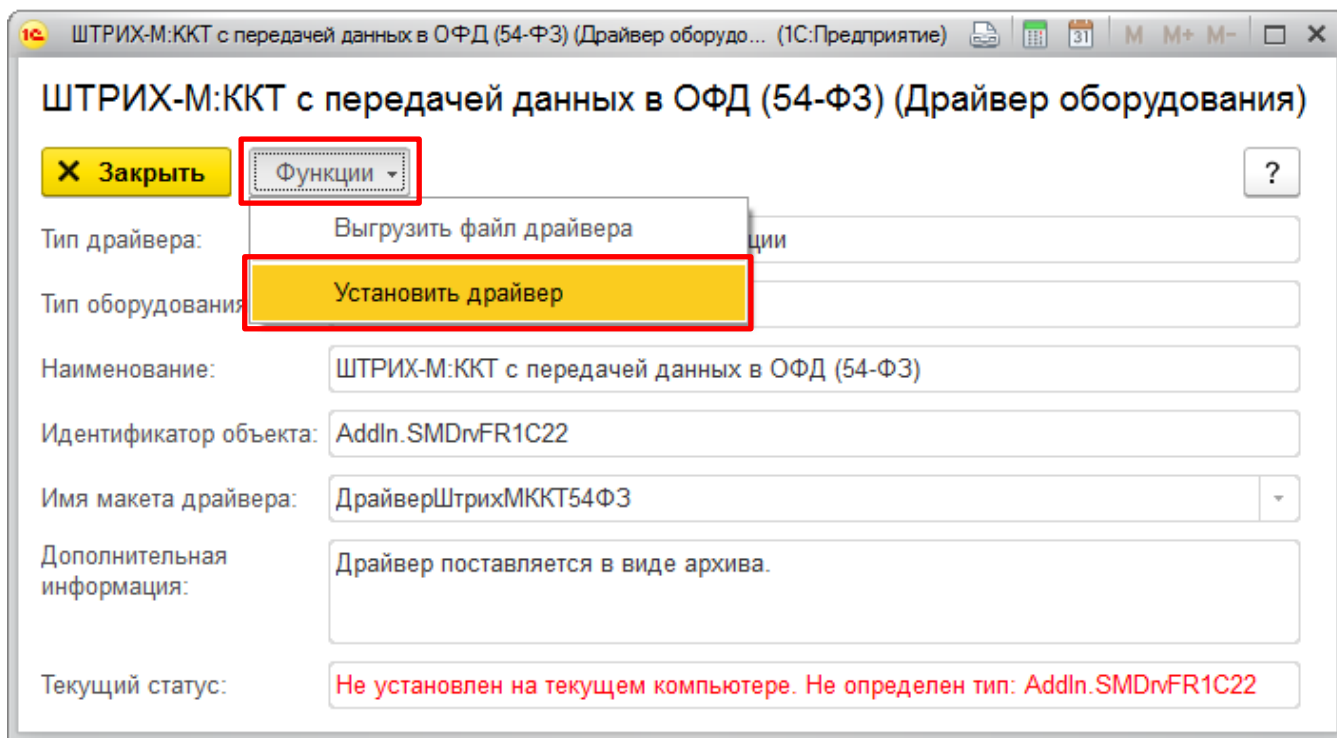 1С ШТРИХ-М:ККТ с передачей данных в ОФД (54-ФЗ) (Драйвер оборудо... (1С:Предприятие) 31 M M+ M-
ШТРИХ-М:ККТ с передачей данных в ОФД (54-ФЗ) (Драйвер оборудования)
Закрыть Функции ?
Выгрузить файл драйвера
Тип драйвера: ции
Установить драйвер
Тип оборудования
Наименование: ШТРИХ-М:ККТ с передачей данных в ОФД (54-ФЗ)
Идентификатор объекта: AddIn.SMDrvFR1C22
Имя макета драйвера: ДрайверШтрихМККТ54ФЗ
Дополнительная
информация:
Драйвер поставляется в виде архива.
Текущий статус: Не установлен на текущем компьютере. Не определен тип: AddIn.SMDrvFR1C22